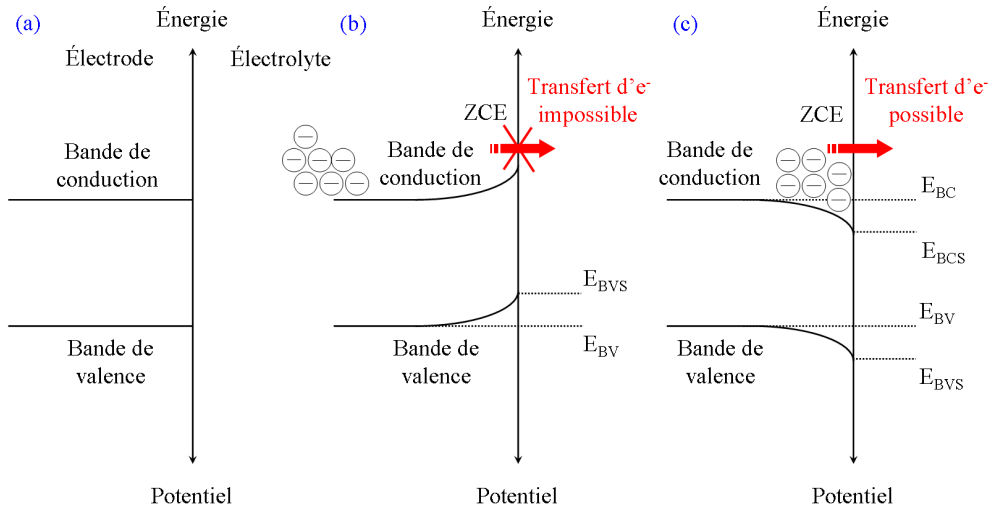 (a)
Énergie
Électrode
Électrolyte
Bande de
conduction
Bande de
valence
Potentiel
(b)
Énergie
ZCE
Transfert d'e-
impossible
Bande de
conduction
E_BVS
E_BV
Bande de
valence
Potentiel
(c)
Énergie
ZCE
Transfert d'e-
possible
Bande de
conduction
E_BC
E_BCS
E_BV
Bande de
valence
E_BVS
Potentiel